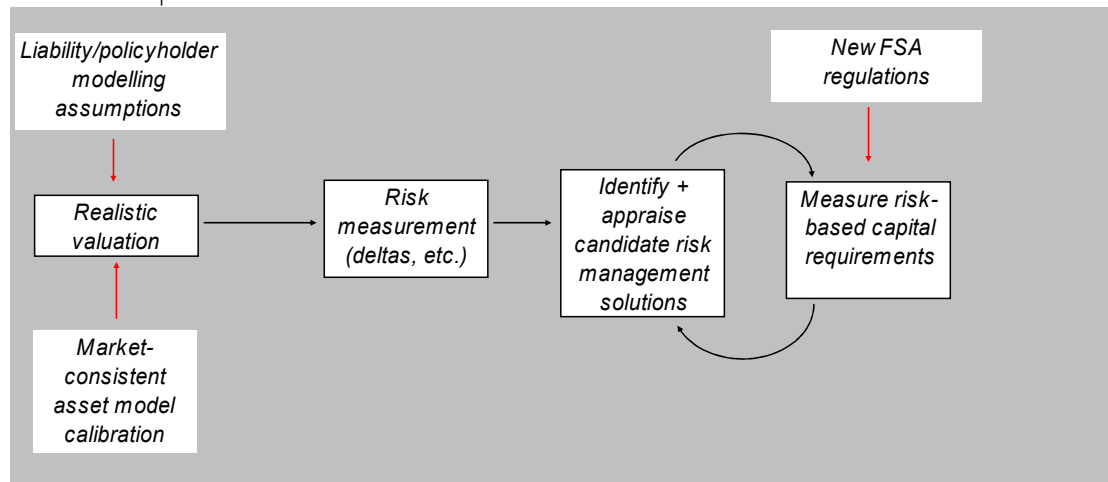 Liability/policyholder
modelling
assumptions
New FSA
regulations
Realistic
valuation
Risk
measurement
(deltas, etc.)
Identify +
appraise
candidate risk
management
solutions
Measure risk-
based capital
requirements
Market-
consistent
asset model
calibration